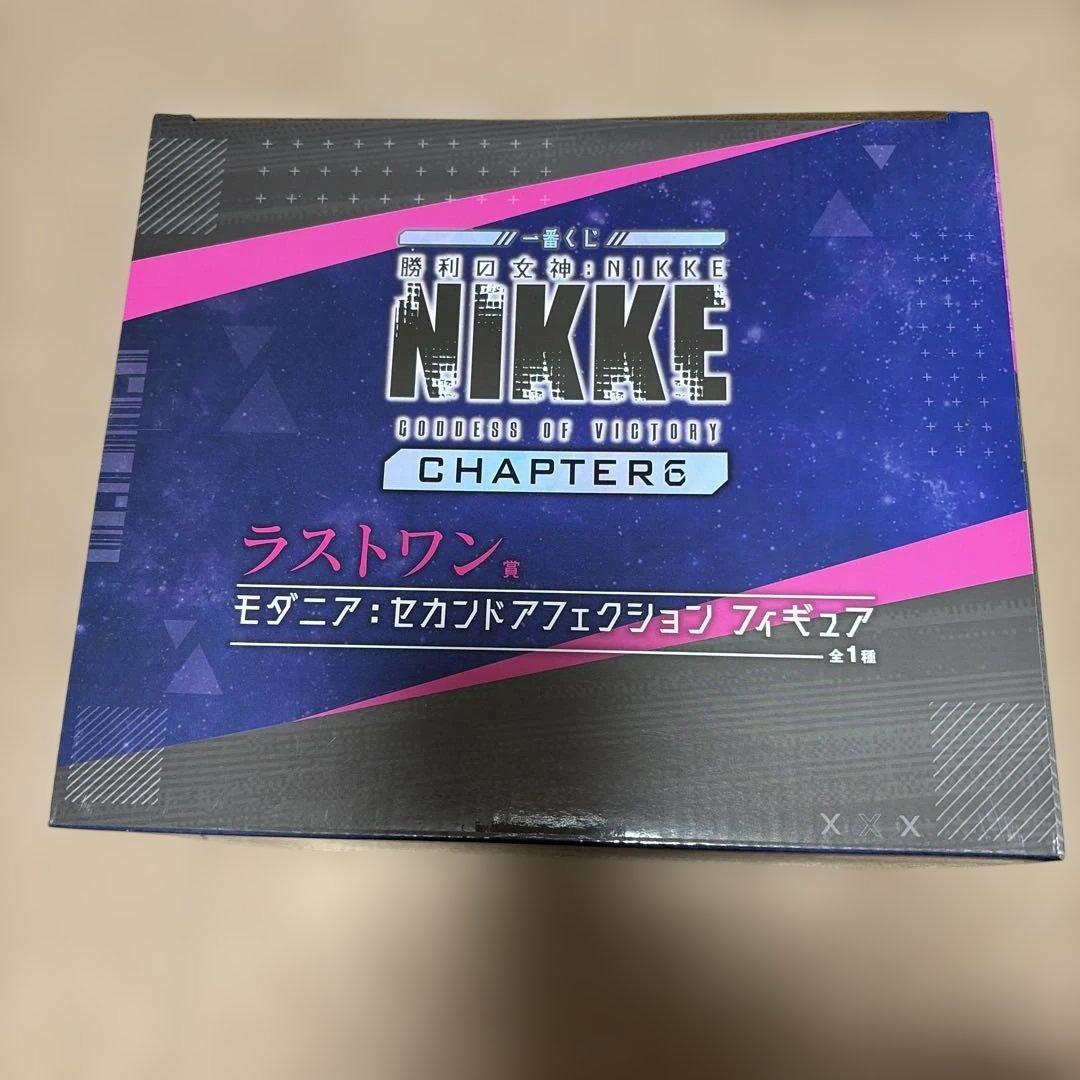 一番くじ
勝利の女神:NIKKE
NIKKE
GODDESS OF VICTORY
CHAPTER6
ラストワン賞
モダニア:セカンドアフェクション フィギュア
全1種
X X X